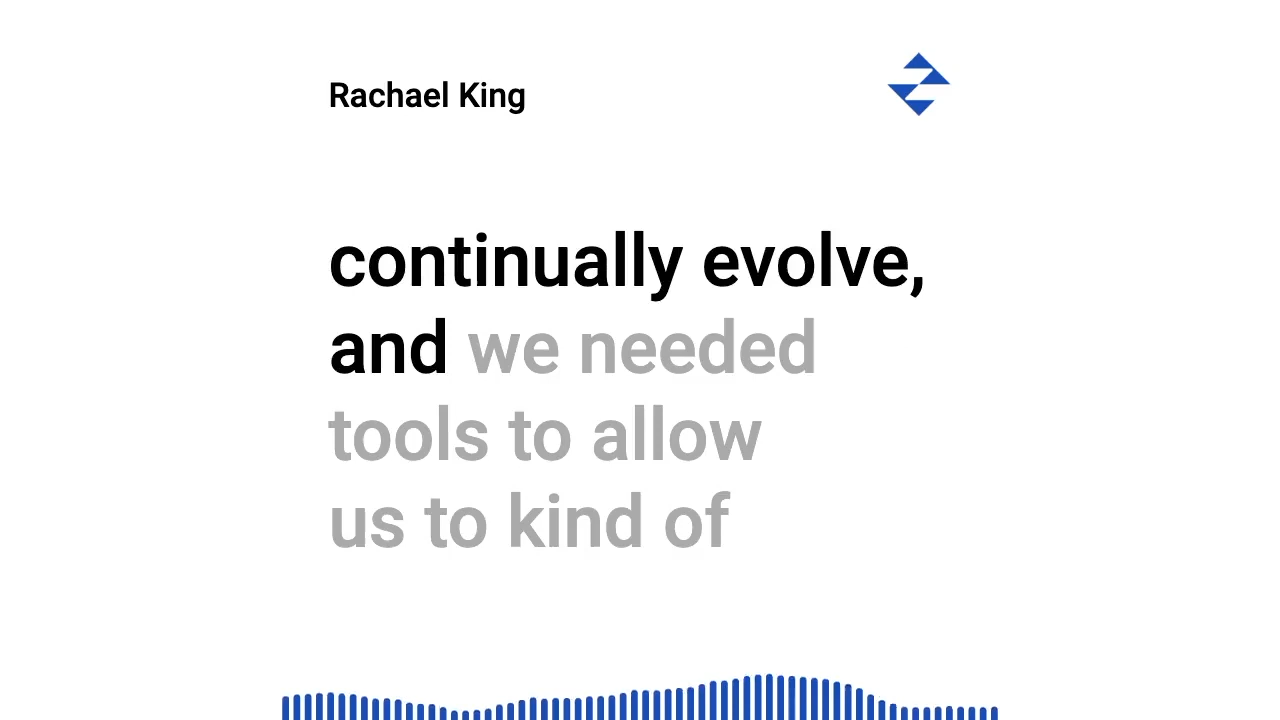 Rachael King
continually evolve,
and we needed
tools to allow
us to kind of